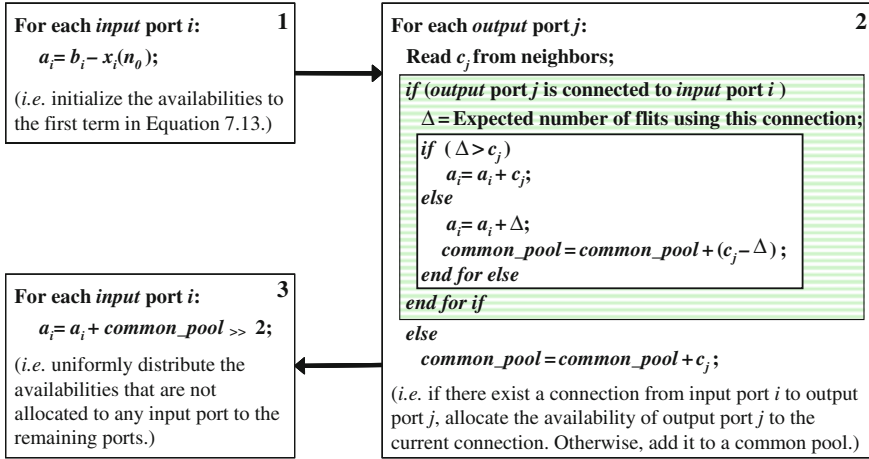 For each input port i: 1
a_i = b_i – x_i(n_0);
(i.e. initialize the availabilities to
the first term in Equation 7.13.)
For each output port j: 2
Read c_j from neighbors;
if (output port j is connected to input port i )
Δ = Expected number of flits using this connection;
if ( Δ > c_j)
a_i = a_i + c_j;
else
a_i = a_i + Δ;
common_pool = common_pool + (c_j – Δ) ;
end for else
end for if
else
common_pool = common_pool + c_j ;
(i.e. if there exist a connection from input port i to output
port j, allocate the availability of output port j to the
current connection. Otherwise, add it to a common pool.)
For each input port i: 3
a_i = a_i + common_pool >> 2;
(i.e. uniformly distribute the
availabilities that are not
allocated to any input port to the
remaining ports.)